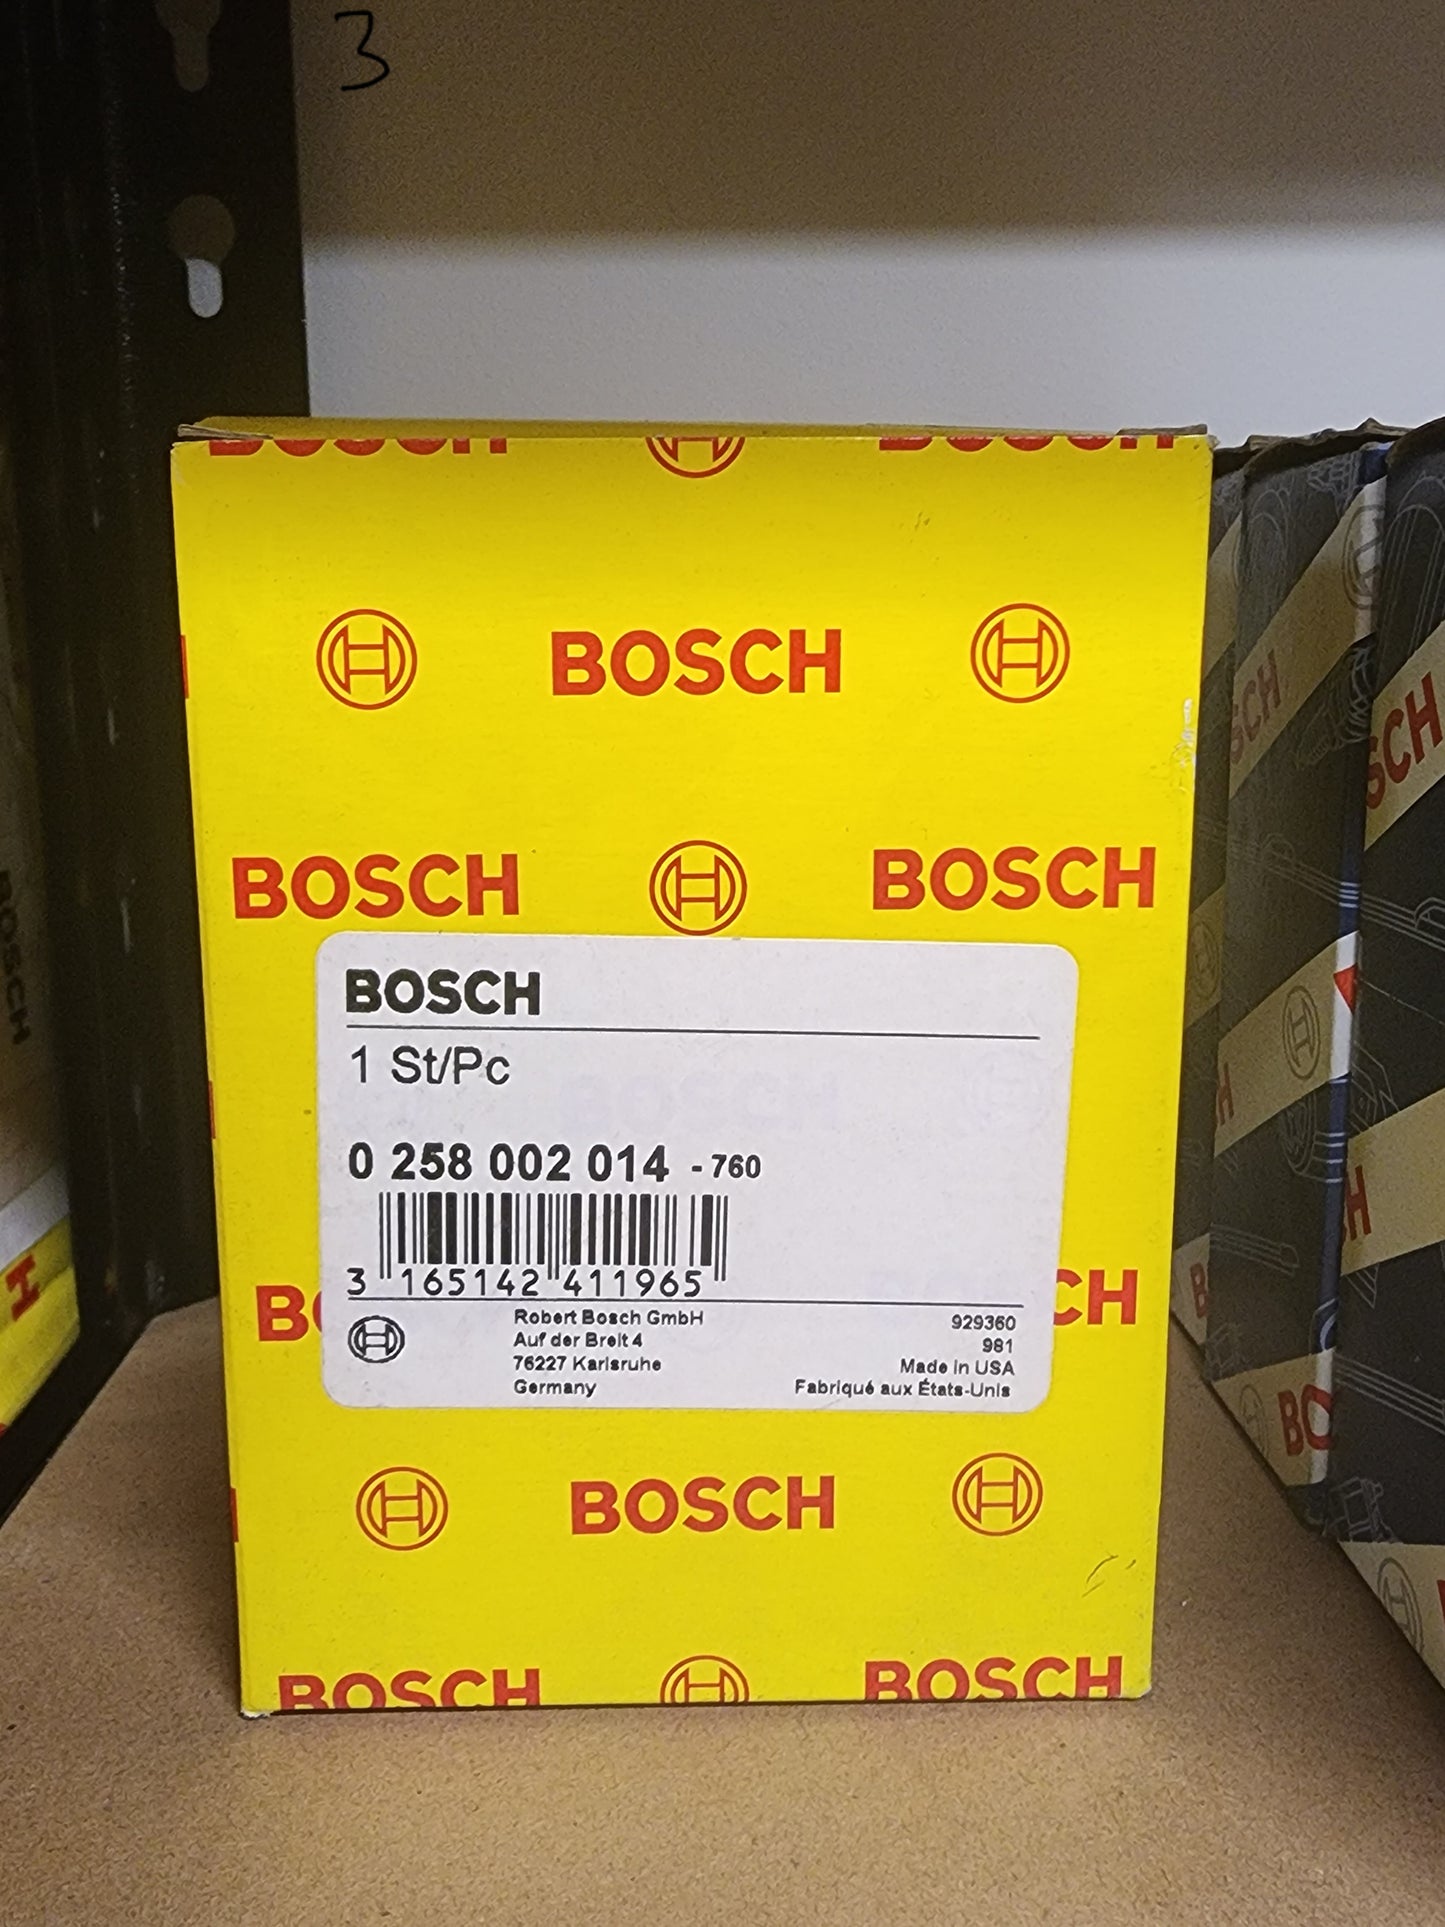 3
BOSCH
BOSCH BOSCH
BOSCH
1 St/Pc
0 258 002 014 - 760
3 165142 411965
Robert Bosch GmbH
Auf der Breit 4
76227 Karlsruhe
Germany
929360
981
Made in USA
Fabriqué aux États-Unis
BOSCH
BOSCH BOSCH
BOSCH